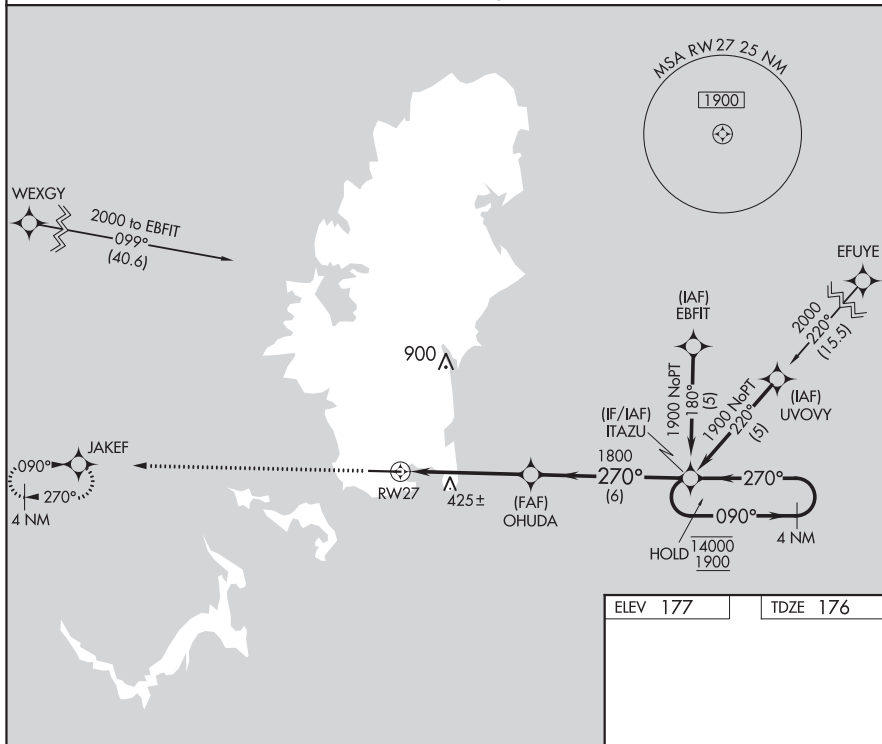 MSA RW 27 25 NM
1900
WEXGY
2000 to EBFIT
099°
(40.6)
EFUYE
2000
220°
(15.5)
(IAF)
EBFIT
1900 NoPT
180°
(5)
(IAF)
UVOVY
1900 NoPT
220°
(5)
900
(IF/IAF)
ITAZU
JAKEF
090°
270°
4 NM
RW27
425±
(FAF)
OHUDA
1800
270°
(6)
270°
090°
4 NM
HOLD
14000
1900
ELEV 177
TDZE 176